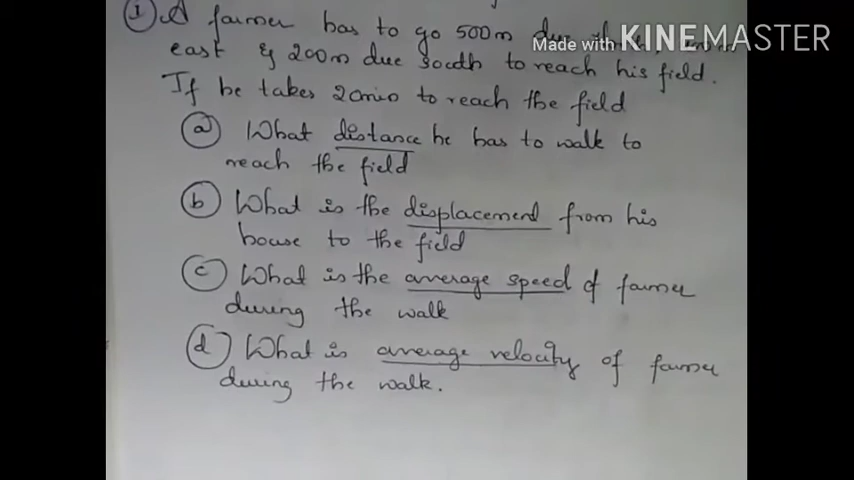 ① A farmer has to go 500m due
east & 200m due south to reach his field.
If he takes 20min to reach the field
ⓐ What distance he has to walk to
reach the field
ⓑ What is the displacement from his
house to the field
ⓒ What is the average speed of farmer
during the walk
ⓓ What is average velocity of farmer
during the walk.
Made with KINEMASTER